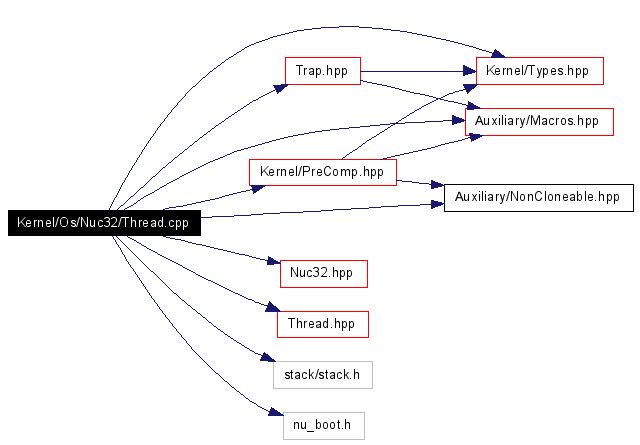 Trap.hpp
Kernel/Types.hpp
Auxiliary/Macros.hpp
Kernel/PreComp.hpp
Auxiliary/NonCloneable.hpp
Kernel/Os/Nuc32/Thread.cpp
Nuc32.hpp
Thread.hpp
stack/stack.h
nu_boot.h